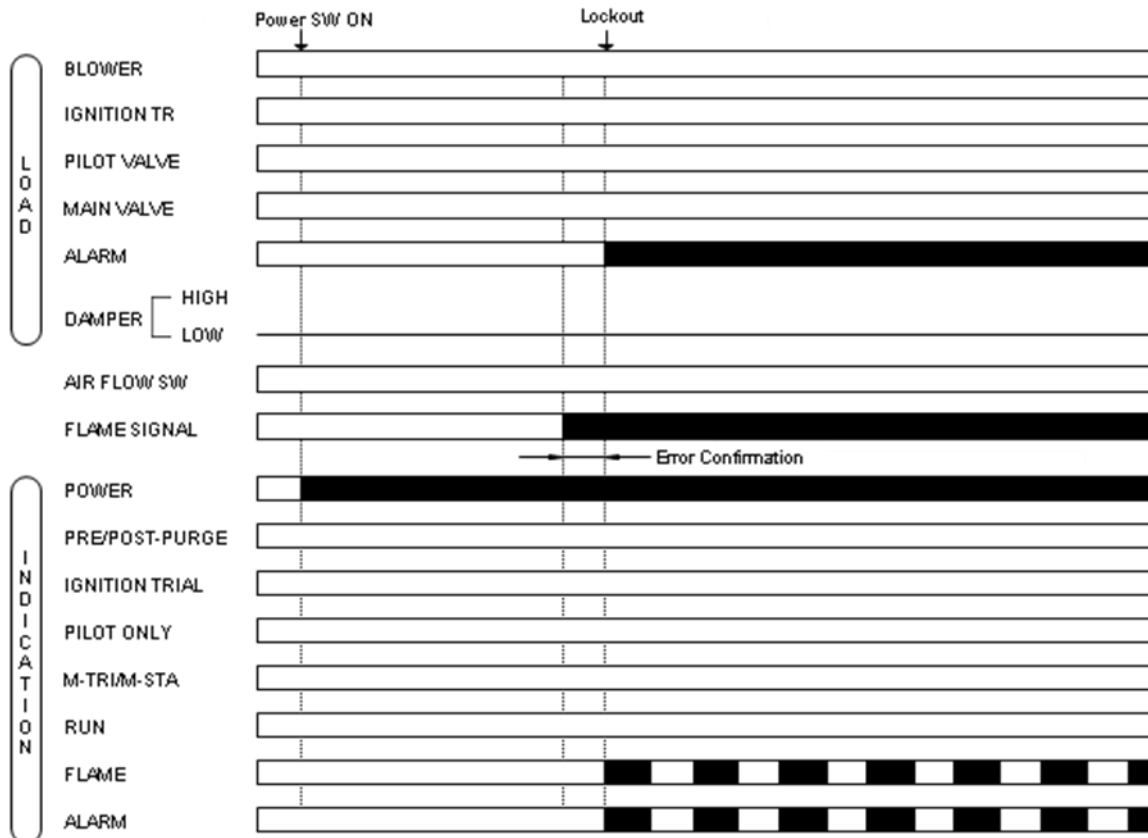 Power SW ON
Lockout
LOAD
BLOWER
IGNITION TR
PILOT VALVE
MAIN VALVE
ALARM
DAMPER
HIGH
LOW
AIR FLOW SW
FLAME SIGNAL
Error Confirmation
INDICATION
POWER
PRE/POST-PURGE
IGNITION TRIAL
PILOT ONLY
M-TRI/M-STA
RUN
FLAME
ALARM